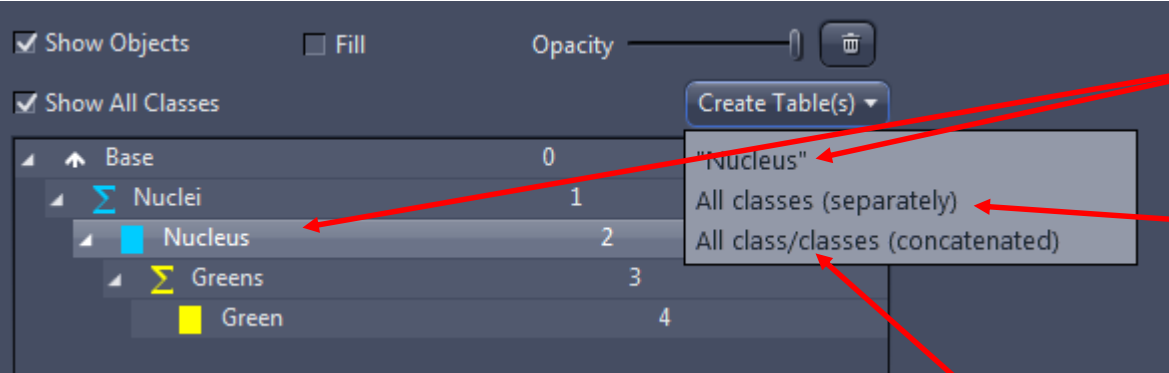 Show Objects Fill Opacity
Show All Classes Create Table(s)
Base 0
Nuclei 1
Nucleus 2
Greens 3
Green 4
"Nucleus"
All classes (separately)
All class/classes (concatenated)